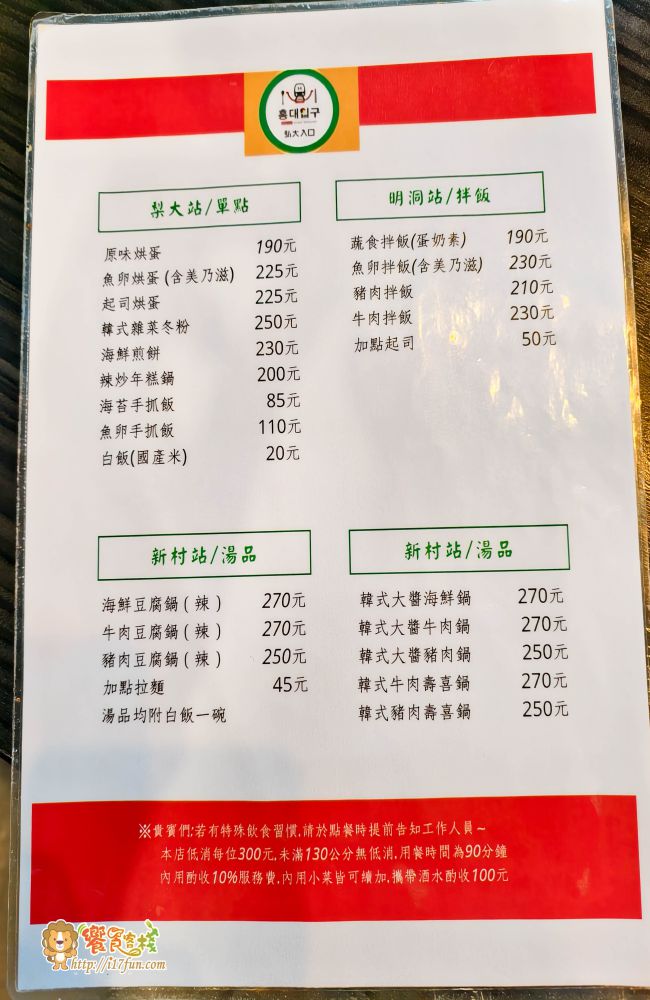 홍대입구
弘大入口
梨大站/單點
原味烘蛋 190元
魚卵烘蛋 (含美乃滋) 225元
起司烘蛋 225元
韓式雜菜冬粉 250元
海鮮煎餅 230元
辣炒年糕鍋 200元
海苔手抓飯 85元
魚卵手抓飯 110元
白飯(國產米) 20元
明洞站/拌飯
蔬食拌飯(蛋奶素) 190元
魚卵拌飯(含美乃滋) 230元
豬肉拌飯 210元
牛肉拌飯 230元
加點起司 50元
新村站/湯品
海鮮豆腐鍋 ( 辣 ) 270元
牛肉豆腐鍋 ( 辣 ) 270元
豬肉豆腐鍋 ( 辣 ) 250元
加點拉麵 45元
湯品均附白飯一碗
新村站/湯品
韓式大醬海鮮鍋 270元
韓式大醬牛肉鍋 270元
韓式大醬豬肉鍋 250元
韓式牛肉壽喜鍋 270元
韓式豬肉壽喜鍋 250元
※貴賓們:若有特殊飲食習慣,請於點餐時提前告知工作人員~
本店低消每位300元,未滿130公分無低消,用餐時間為90分鐘
內用酌收10%服務費,內用小菜皆可續加,攜帶酒水酌收100元
饗食客棧
http://i17fun.com